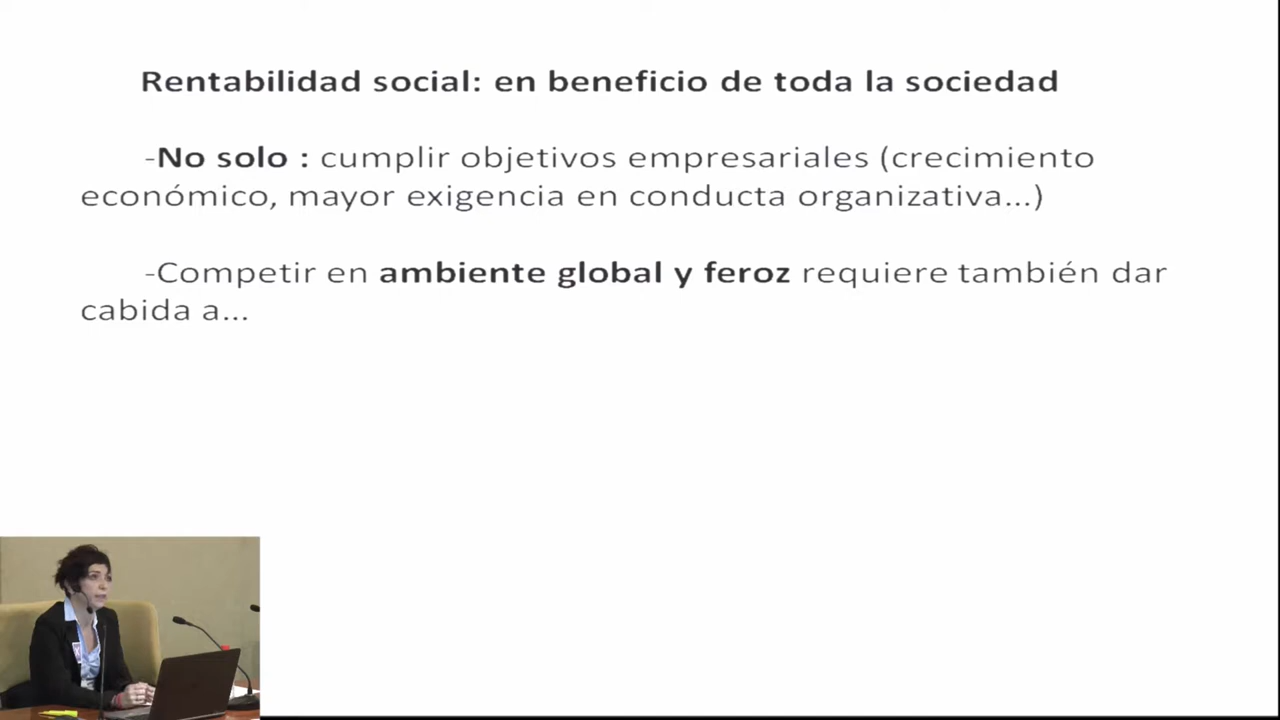 Rentabilidad social: en beneficio de toda la sociedad
-No solo : cumplir objetivos empresariales (crecimiento
económico, mayor exigencia en conducta organizativa...)
-Competir en ambiente global y feroz requiere también dar
cabida a...